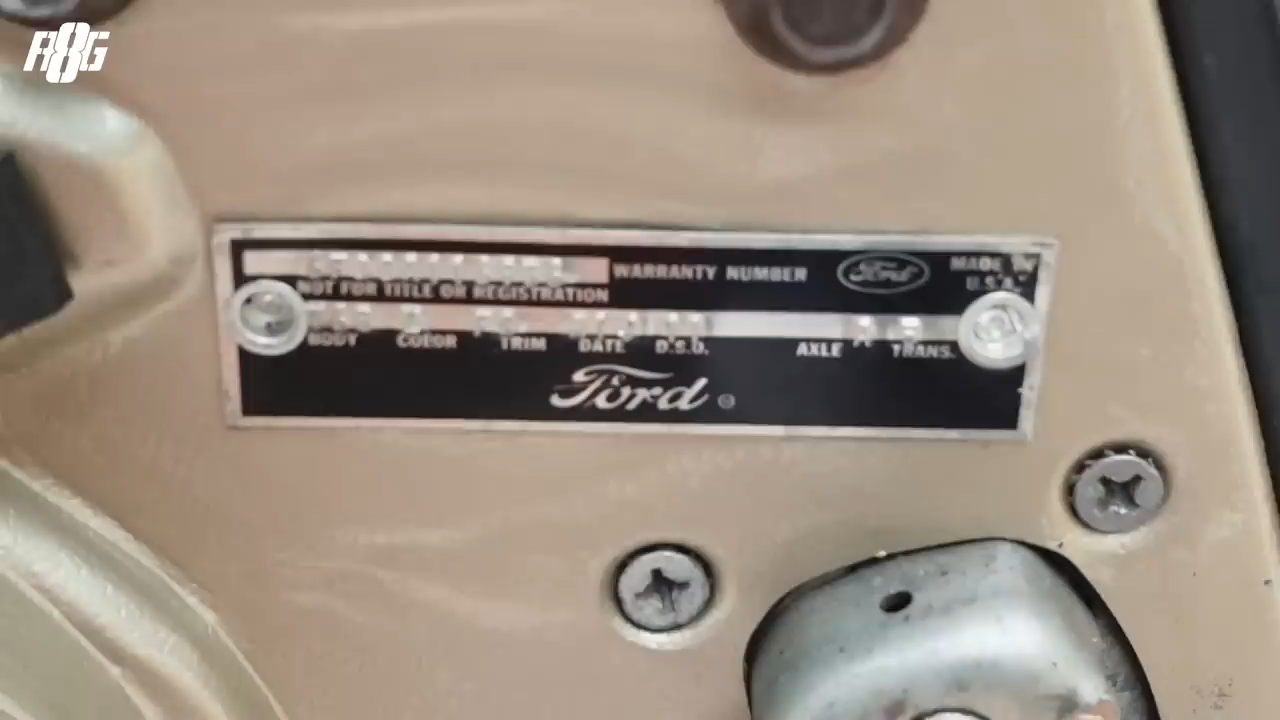 R8G
WARRANTY NUMBER
Ford
MADE IN
U.S.A.
NOT FOR TITLE OR REGISTRATION
BODY COLOR TRIM DATE D.S.O. AXLE TRANS.
Ford